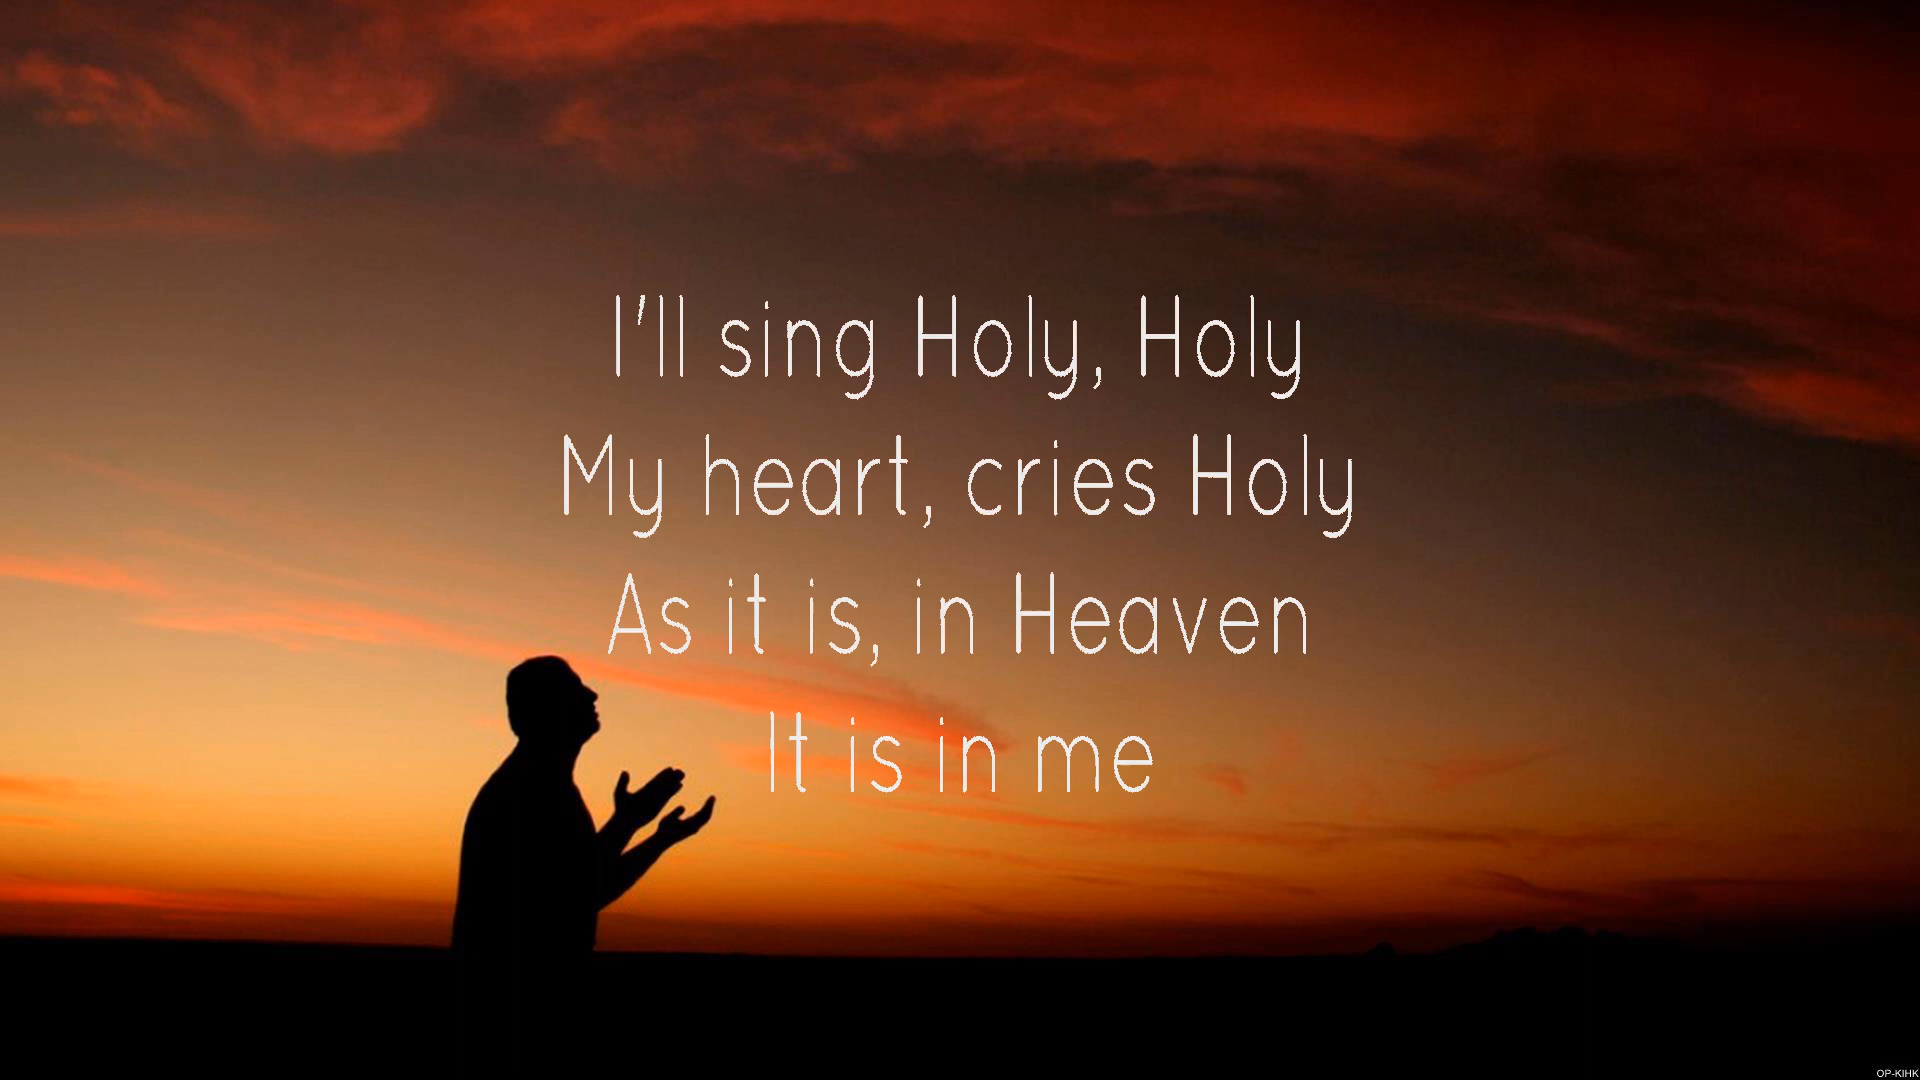 I'll sing Holy, Holy
My heart, cries Holy
As it is, in Heaven
It is in me
OP-KIHK